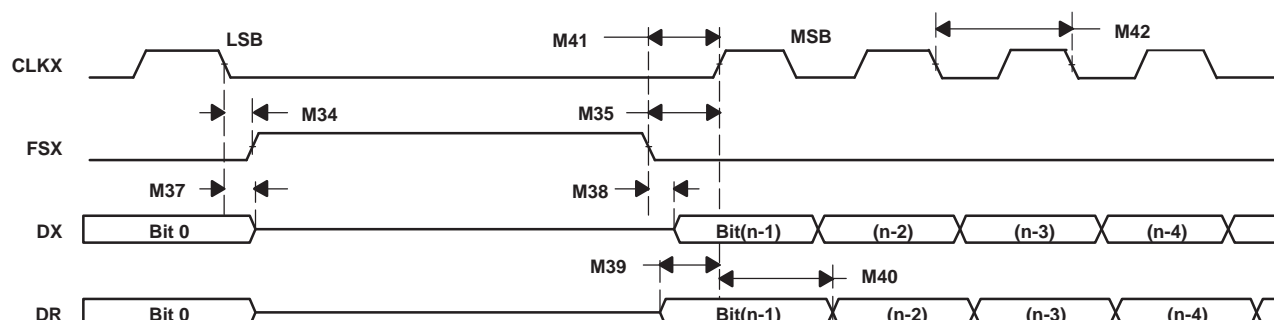 LSB
M41
MSB
M42
CLKX
M34
M35
FSX
M37
M38
DX
Bit 0
Bit(n-1)
(n-2)
(n-3)
(n-4)
M39
M40
DR
Bit 0
Bit(n-1)
(n-2)
(n-3)
(n-4)